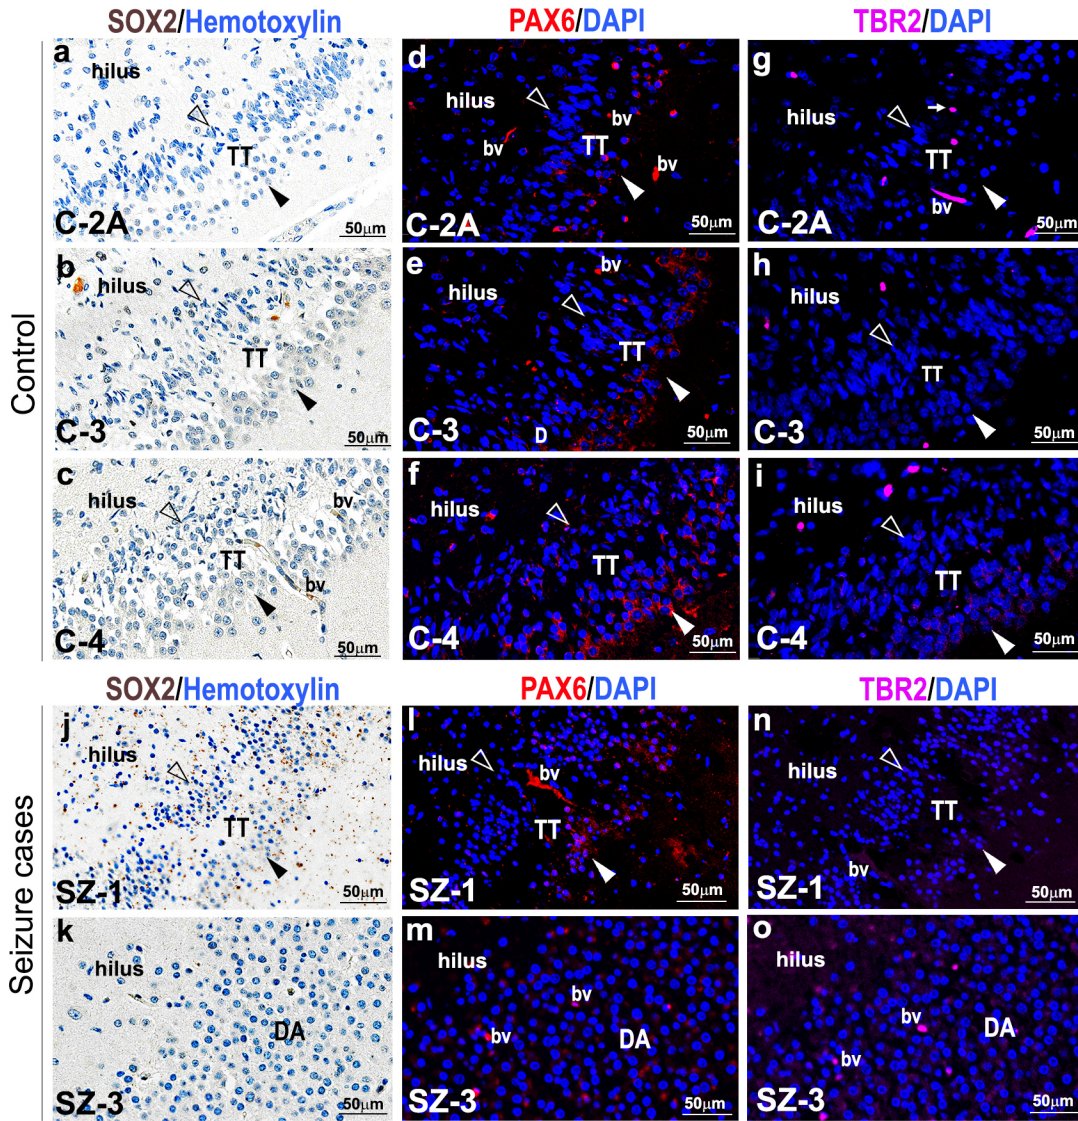 SOX2/Hemotoxylin
PAX6/DAPI
TBR2/DAPI
Control
a
hilus
TT
C-2A
50µm
d
hilus
bv
bv
TT
bv
C-2A
50µm
g
hilus
TT
bv
C-2A
50µm
b
hilus
TT
C-3
50µm
e
bv
hilus
TT
D
C-3
50µm
h
hilus
TT
C-3
50µm
c
hilus
bv
TT
bv
C-4
50µm
f
hilus
TT
C-4
50µm
i
hilus
TT
C-4
50µm
SOX2/Hemotoxylin
PAX6/DAPI
TBR2/DAPI
Seizure cases
j
hilus
TT
SZ-1
50µm
l
hilus
bv
TT
SZ-1
50µm
n
hilus
TT
bv
SZ-1
50µm
k
hilus
DA
SZ-3
50µm
m
hilus
bv
bv
DA
SZ-3
50µm
o
hilus
bv
DA
bv
SZ-3
50µm